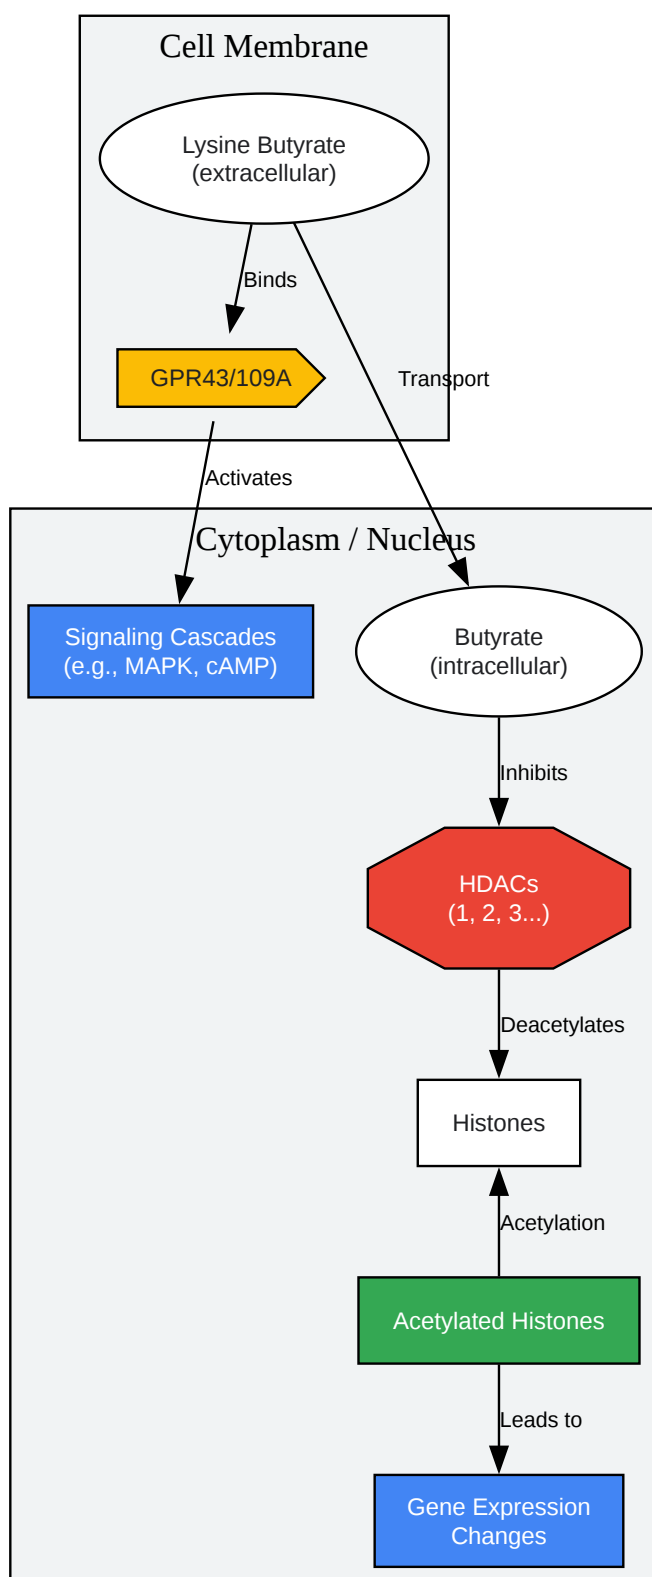 Cell Membrane
Lysine Butyrate
(extracellular)
Binds
GPR43/109A
Transport
Activates
Cytoplasm / Nucleus
Signaling Cascades
(e.g., MAPK, cAMP)
Butyrate
(intracellular)
Inhibits
HDACs
(1, 2, 3...)
Deacetylates
Histones
Acetylation
Acetylated Histones
Leads to
Gene Expression
Changes